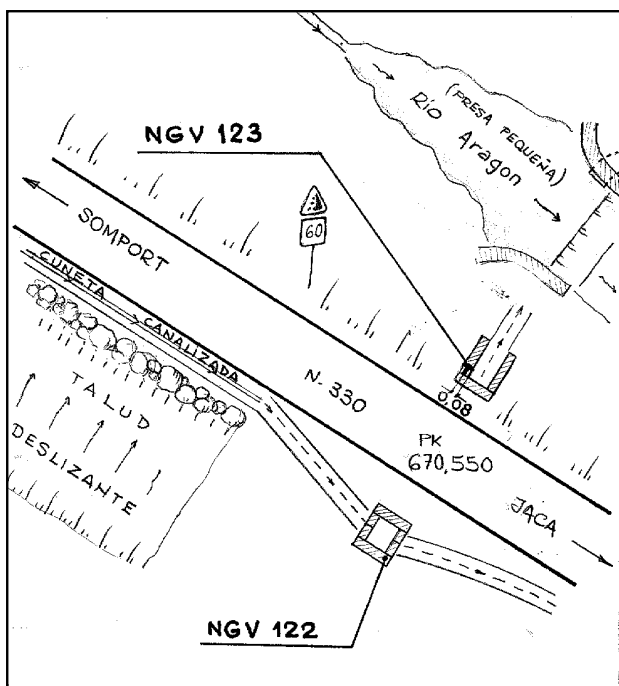 (PRESA PEQUEÑA)
Rio Aragon
NGV 123
SOMPORT
60
CUNETA CANALIZADA
N-330
0,08
TALUD
DESLIZANTE
PK
670,550
JACA
NGV 122